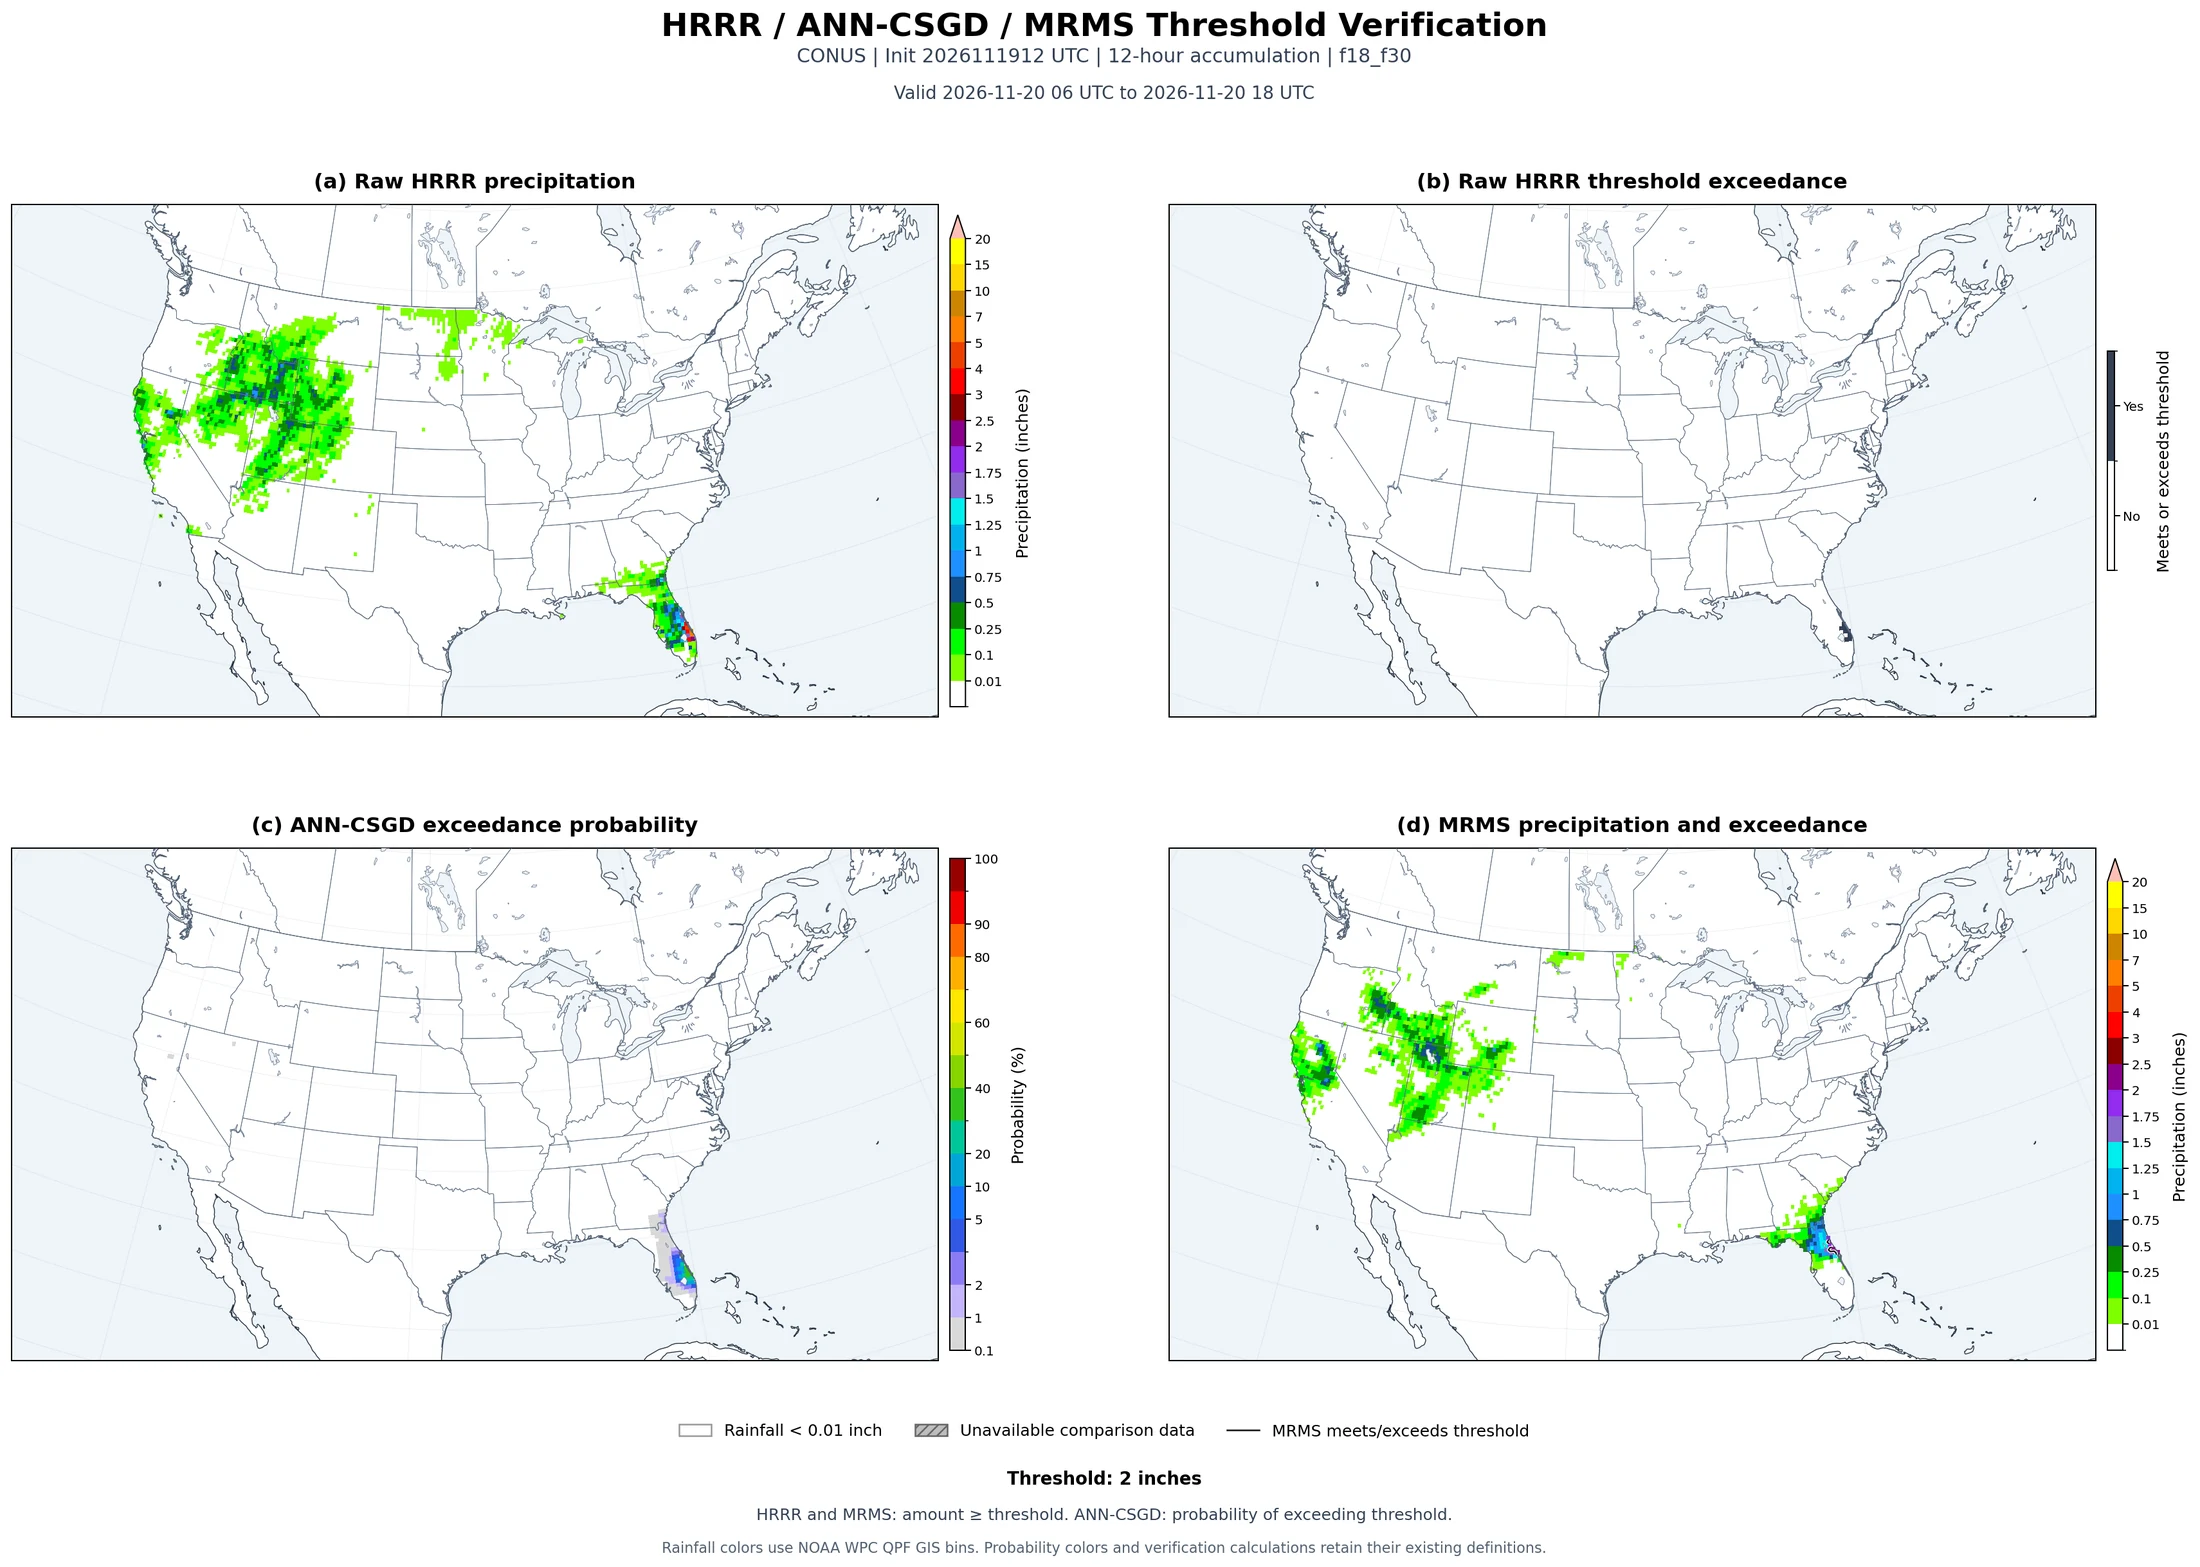 HRRR / ANN-CSGD / MRMS Threshold Verification
CONUS | Init 2026111912 UTC | 12-hour accumulation | f18_f30
Valid 2026-11-20 06 UTC to 2026-11-20 18 UTC
(a) Raw HRRR precipitation
20
15
10
7
5
4
3
2.5
2
1.75
1.5
1.25
1
0.75
0.5
0.25
0.1
0.01
Precipitation (inches)
(b) Raw HRRR threshold exceedance
Yes
No
Meets or exceeds threshold
(c) ANN-CSGD exceedance probability
100
90
80
60
40
20
10
5
2
1
0.1
Probability (%)
(d) MRMS precipitation and exceedance
20
15
10
7
5
4
3
2.5
2
1.75
1.5
1.25
1
0.75
0.5
0.25
0.1
0.01
Precipitation (inches)
Rainfall < 0.01 inch
Unavailable comparison data
MRMS meets/exceeds threshold
Threshold: 2 inches
HRRR and MRMS: amount ≥ threshold. ANN-CSGD: probability of exceeding threshold.
Rainfall colors use NOAA WPC QPF GIS bins. Probability colors and verification calculations retain their existing definitions.